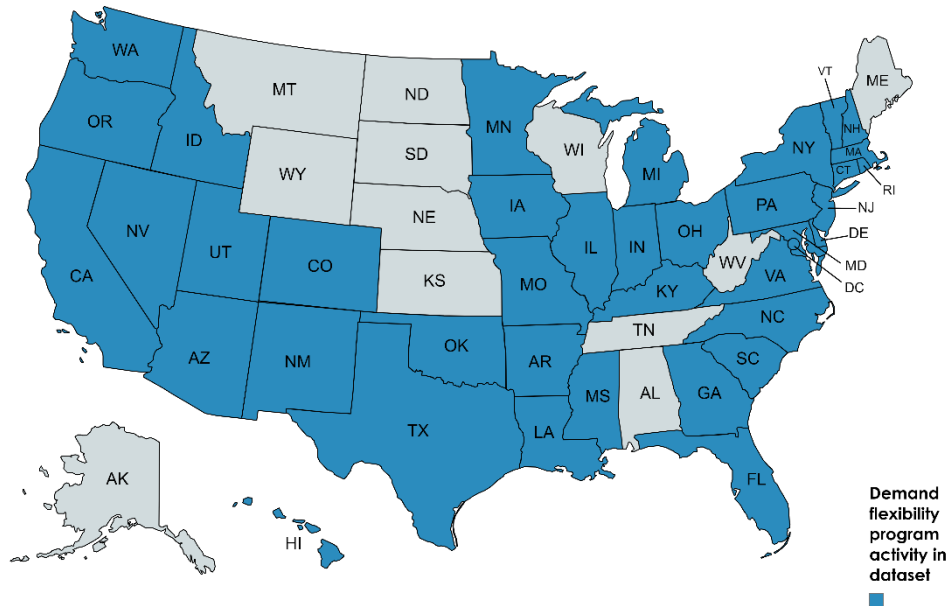 WA
MT
ND
MN
VT
ME
OR
ID
SD
WI
NY
NH
MA
CT
RI
WY
MI
NV
UT
NE
IA
PA
NJ
CA
CO
IL
IN
OH
DE
KS
MO
WV
VA
MD
DC
KY
AZ
NM
OK
AR
TN
NC
SC
MS
AL
GA
TX
LA
FL
AK
HI
Demand
flexibility
program
activity in
dataset